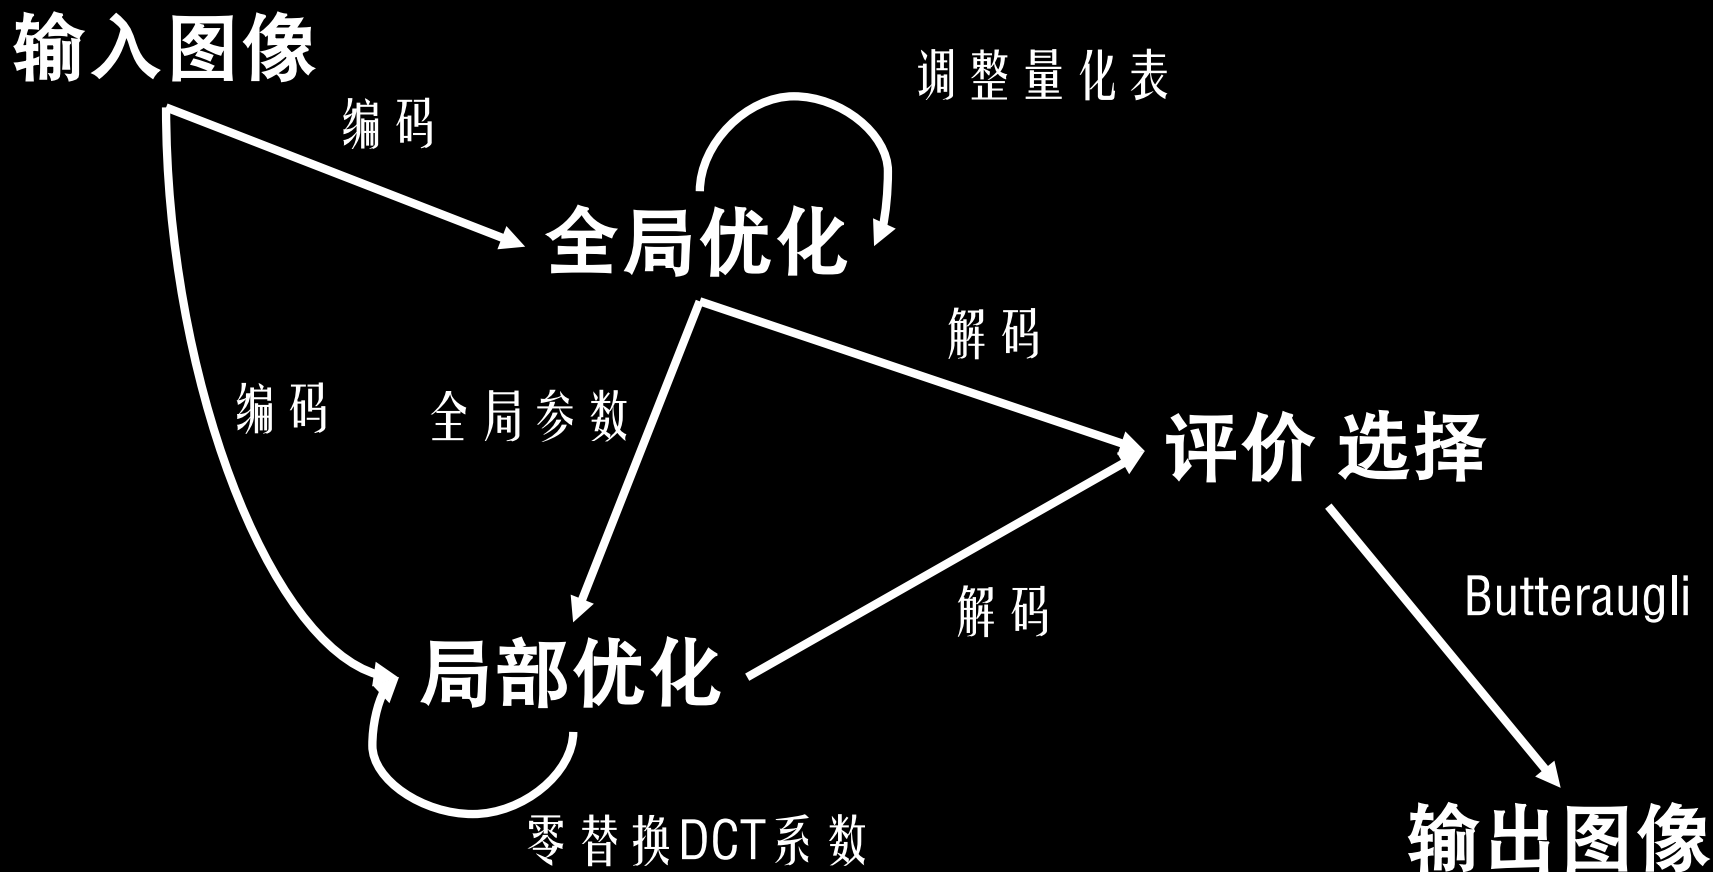 输入图像
调整量化表
编码
全局优化
解码
编码
全局参数
评价 选择
Butteraugli
解码
局部优化
零替换DCT系数
输出图像